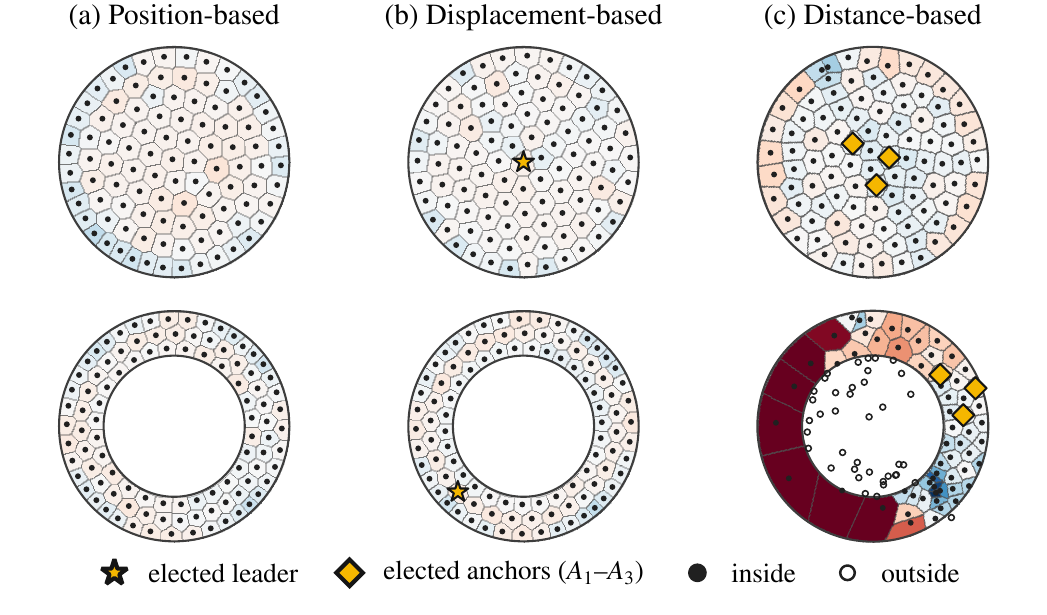 (a) Position-based (b) Displacement-based (c) Distance-based
elected leader elected anchors (A₁–A₃) inside outside